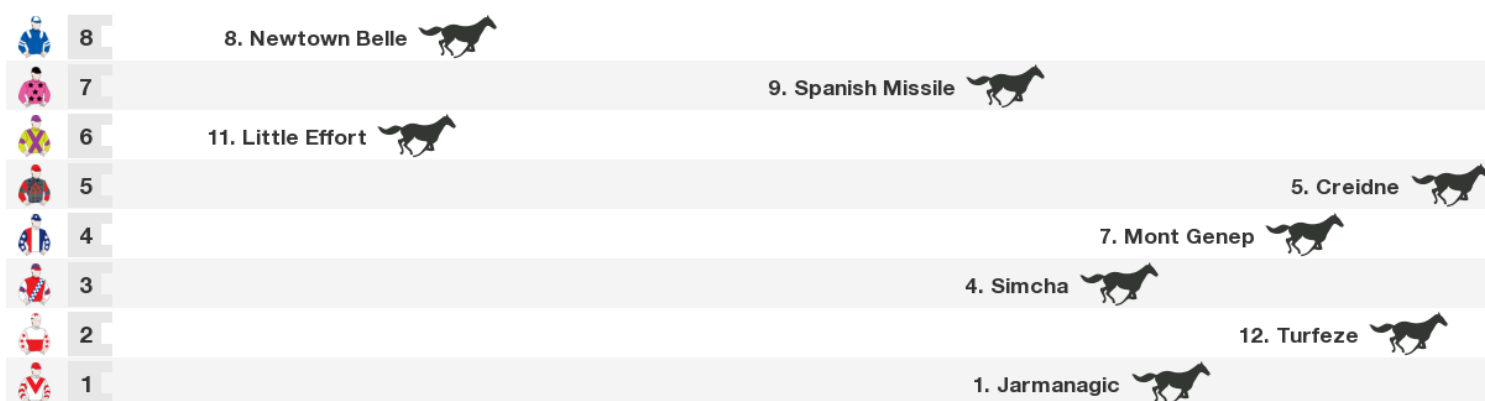 8 8. Newtown Belle
7 9. Spanish Missile
6 11. Little Effort
5 5. Creidne
4 7. Mont Genep
3 4. Simcha
2 12. Turfeze
1 1. Jarmanagic